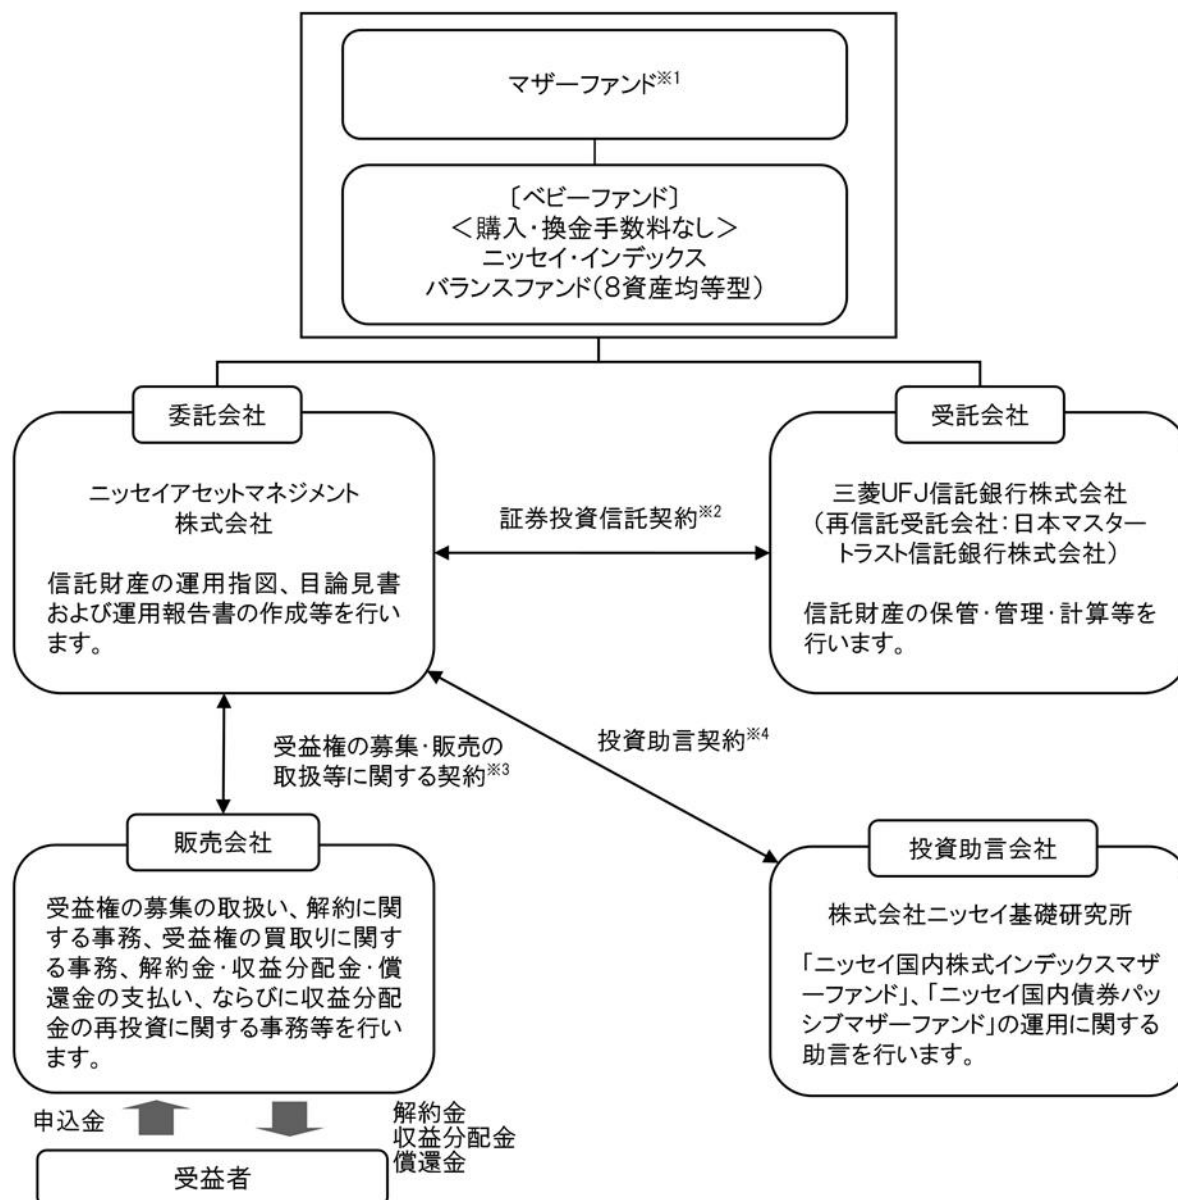 マザーファンド※1
〔ベビーファンド〕
＜購入・換金手数料なし＞
ニッセイ・インデックス
バランスファンド（８資産均等型）
委託会社
ニッセイアセットマネジメント
株式会社
信託財産の運用指図、目論見書
および運用報告書の作成等を行い
ます。
証券投資信託契約※2
受託会社
三菱ＵＦＪ信託銀行株式会社
（再信託受託会社：日本マスター
トラスト信託銀行株式会社）
信託財産の保管・管理・計算等を
行います。
受益権の募集・販売の
取扱等に関する契約※3
投資助言契約※4
販売会社
受益権の募集の取扱い、解約に関
する事務、受益権の買取りに関す
る事務、解約金・収益分配金・償
還金の支払い、ならびに収益分配
金の再投資に関する事務等を行い
ます。
投資助言会社
株式会社ニッセイ基礎研究所
「ニッセイ国内株式インデックスマザ
ーファンド」、「ニッセイ国内債券パッ
シブマザーファンド」の運用に関する
助言を行います。
申込金
解約金
収益分配金
償還金
受益者